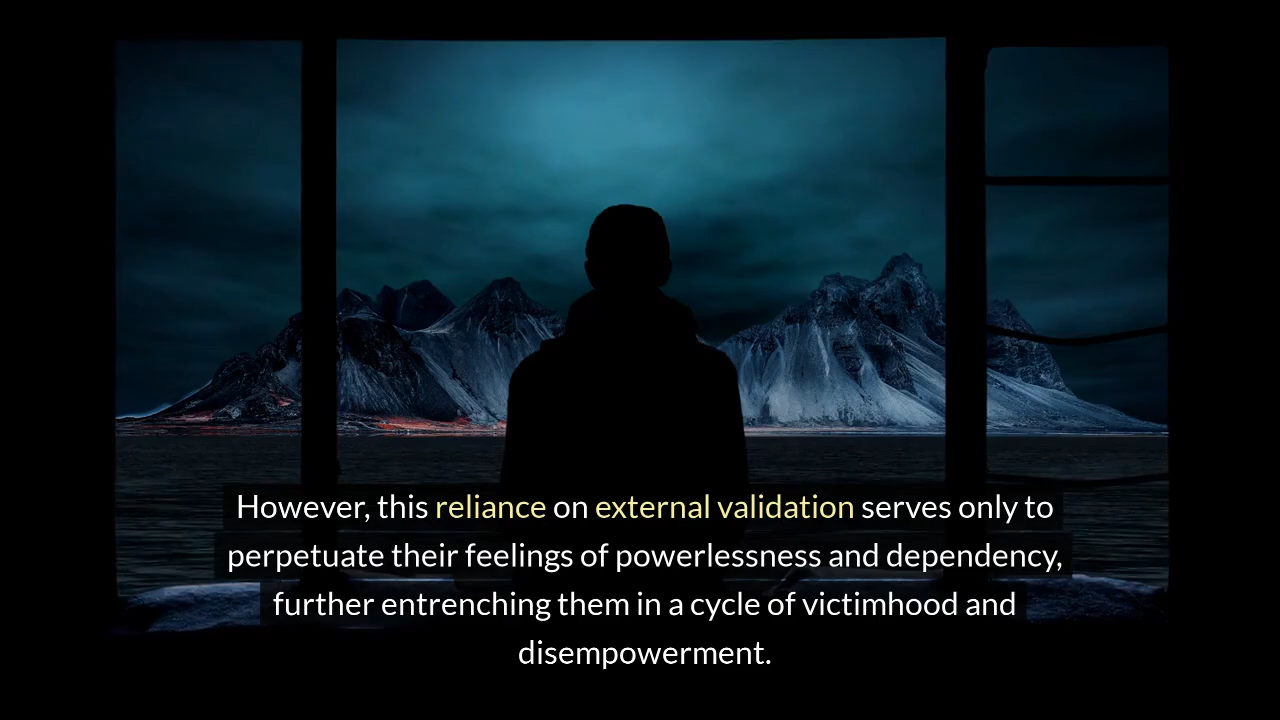 However, this reliance on external validation serves only to
perpetuate their feelings of powerlessness and dependency,
further entrenching them in a cycle of victimhood and
disempowerment.